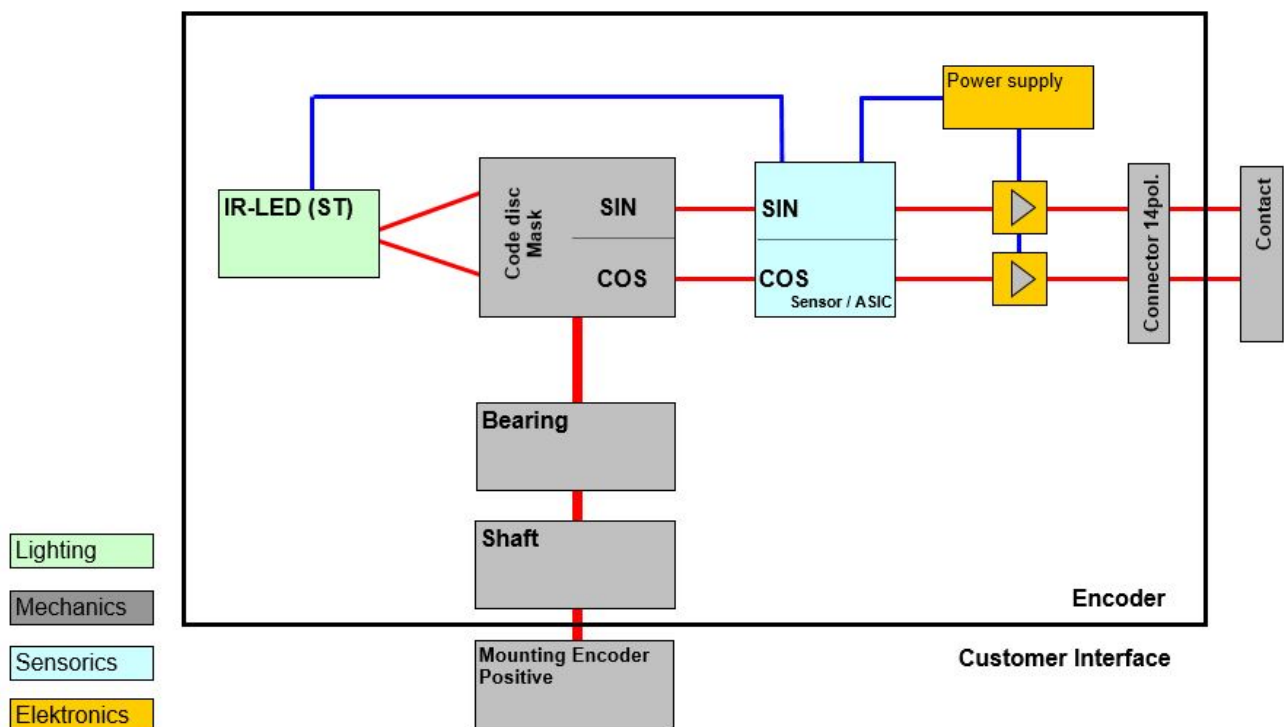 Power supply
IR-LED (ST)
Code disc
Mask
SIN
COS
SIN
COS
Sensor / ASIC
Connector 14pol.
Contact
Bearing
Shaft
Encoder
Mounting Encoder
Positive
Customer Interface
Lighting
Mechanics
Sensorics
Elektronics